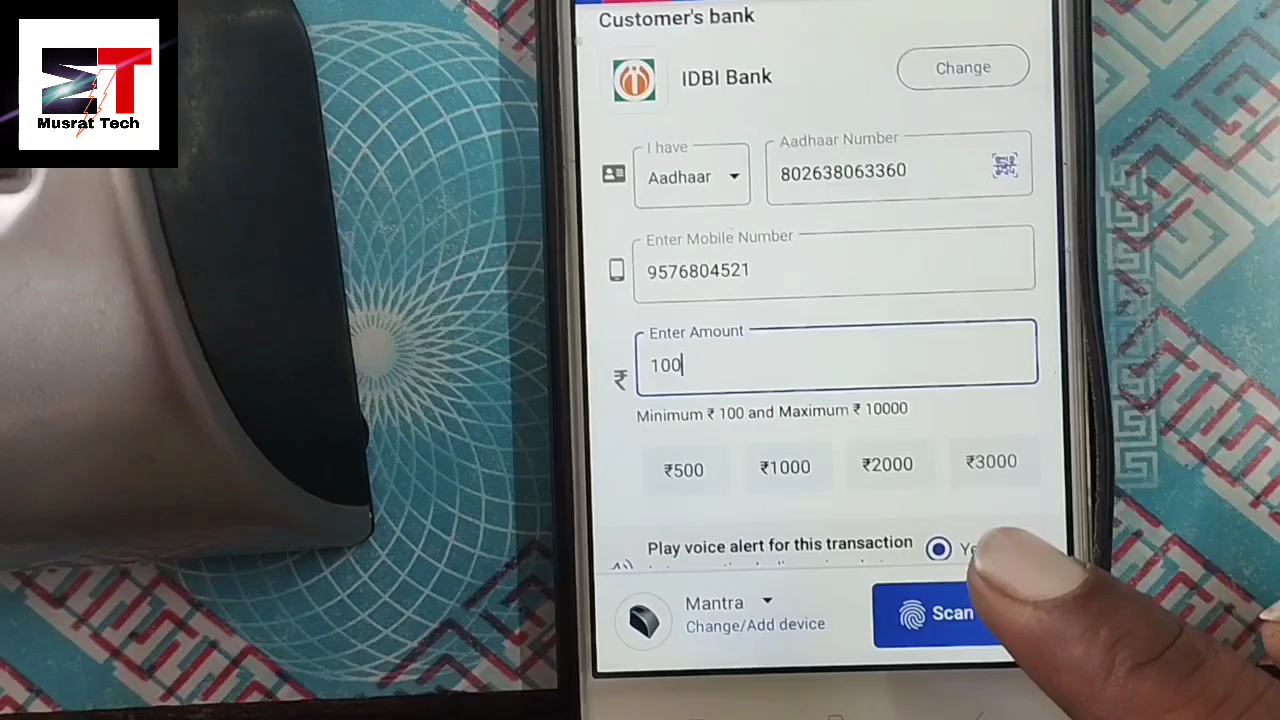 Musrat Tech
Customer's bank
IDBI Bank
Change
I have
Aadhaar
Aadhaar Number
802638063360
Enter Mobile Number
9576804521
Enter Amount
₹
100
Minimum ₹ 100 and Maximum ₹ 10000
₹500 ₹1000 ₹2000 ₹3000
Play voice alert for this transaction
Mantra
Scan
Change/Add device